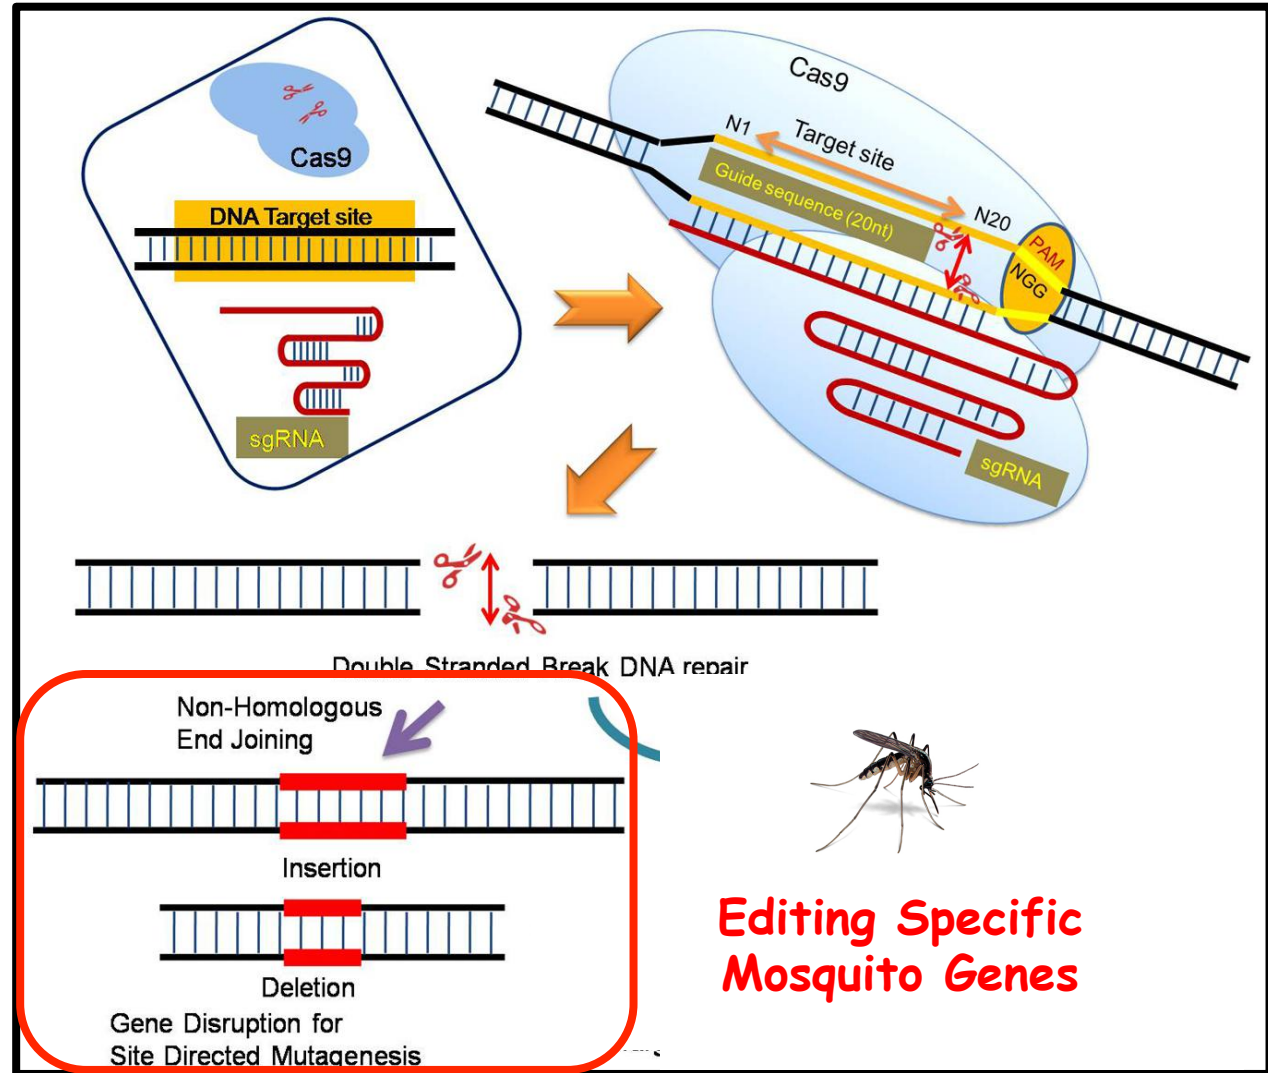 Cas9
DNA Target site
sgRNA
Cas9
N1
Target site
Guide sequence (20nt)
N20
PAM
NGG
sgRNA
Double Stranded Break DNA repair
Non-Homologous
End Joining
Insertion
Deletion
Gene Disruption for
Site Directed Mutagenesis
Editing Specific
Mosquito Genes